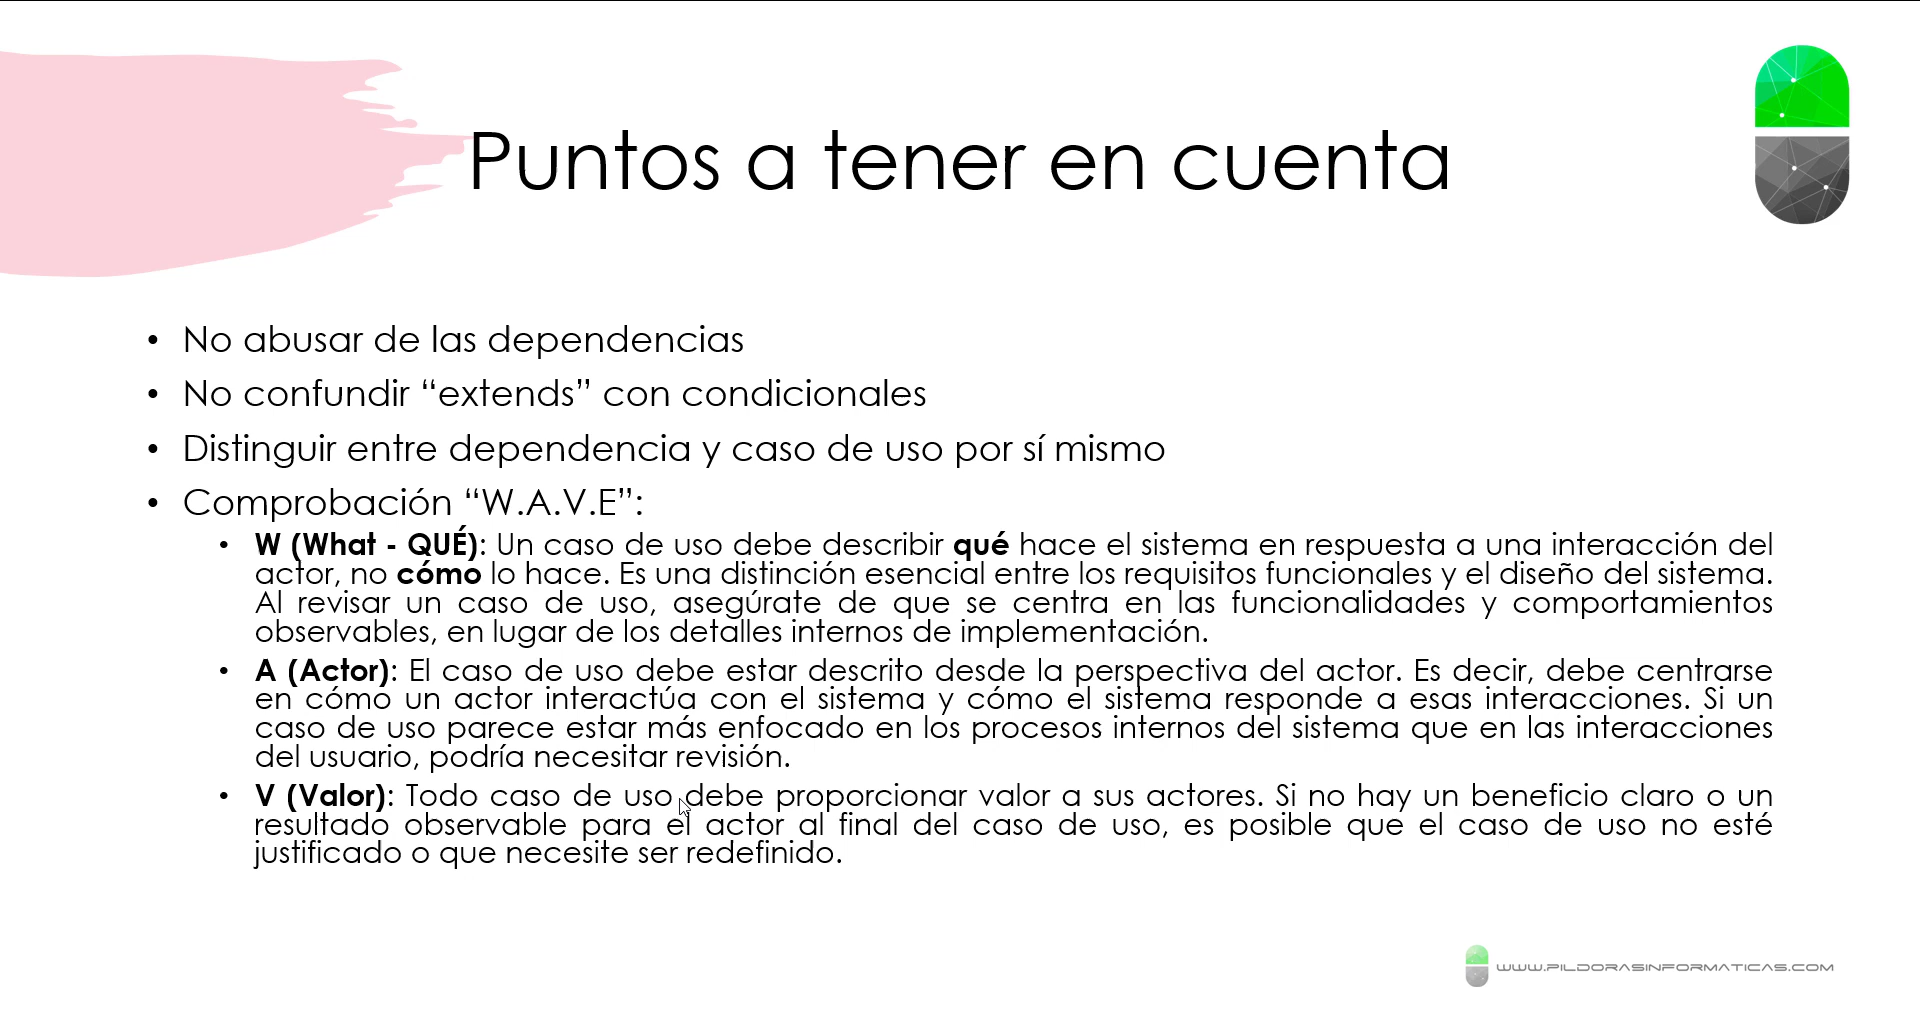 Puntos a tener en cuenta
• No abusar de las dependencias
• No confundir “extends” con condicionales
• Distinguir entre dependencia y caso de uso por sí mismo
• Comprobación “W.A.V.E”:
• W (What - QUÉ): Un caso de uso debe describir qué hace el sistema en respuesta a una interacción del
actor, no cómo lo hace. Es una distinción esencial entre los requisitos funcionales y el diseño del sistema.
Al revisar un caso de uso, asegúrate de que se centra en las funcionalidades y comportamientos
observables, en lugar de los detalles internos de implementación.
• A (Actor): El caso de uso debe estar descrito desde la perspectiva del actor. Es decir, debe centrarse
en cómo un actor interactúa con el sistema y cómo el sistema responde a esas interacciones. Si un
caso de uso parece estar más enfocado en los procesos internos del sistema que en las interacciones
del usuario, podría necesitar revisión.
• V (Valor): Todo caso de uso debe proporcionar valor a sus actores. Si no hay un beneficio claro o un
resultado observable para el actor al final del caso de uso, es posible que el caso de uso no esté
justificado o que necesite ser redefinido.
WWW.PILDORASINFORMATICAS.COM